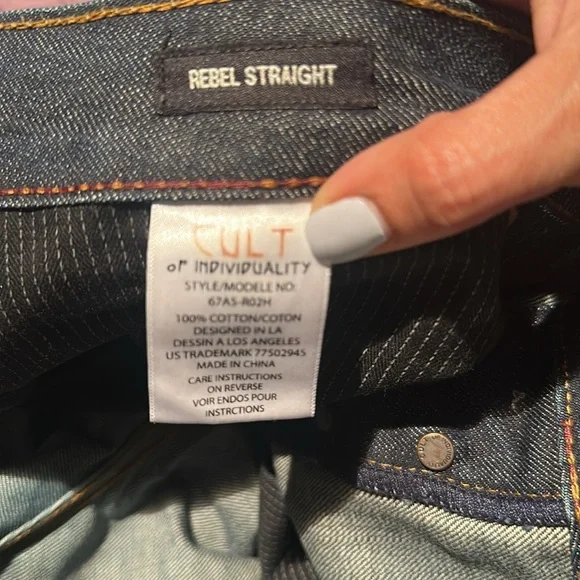 REBEL STRAIGHT
CULT
OF INDIVIDUALITY
STYLE/MODELE NO:
67A5-R02H
100% COTTON/COTON
DESIGNED IN LA
DESSIN A LOS ANGELES
US TRADEMARK 77502945
MADE IN CHINA
CARE INSTRUCTIONS
ON REVERSE
VOIR ENDOS POUR
INSTRCTIONS